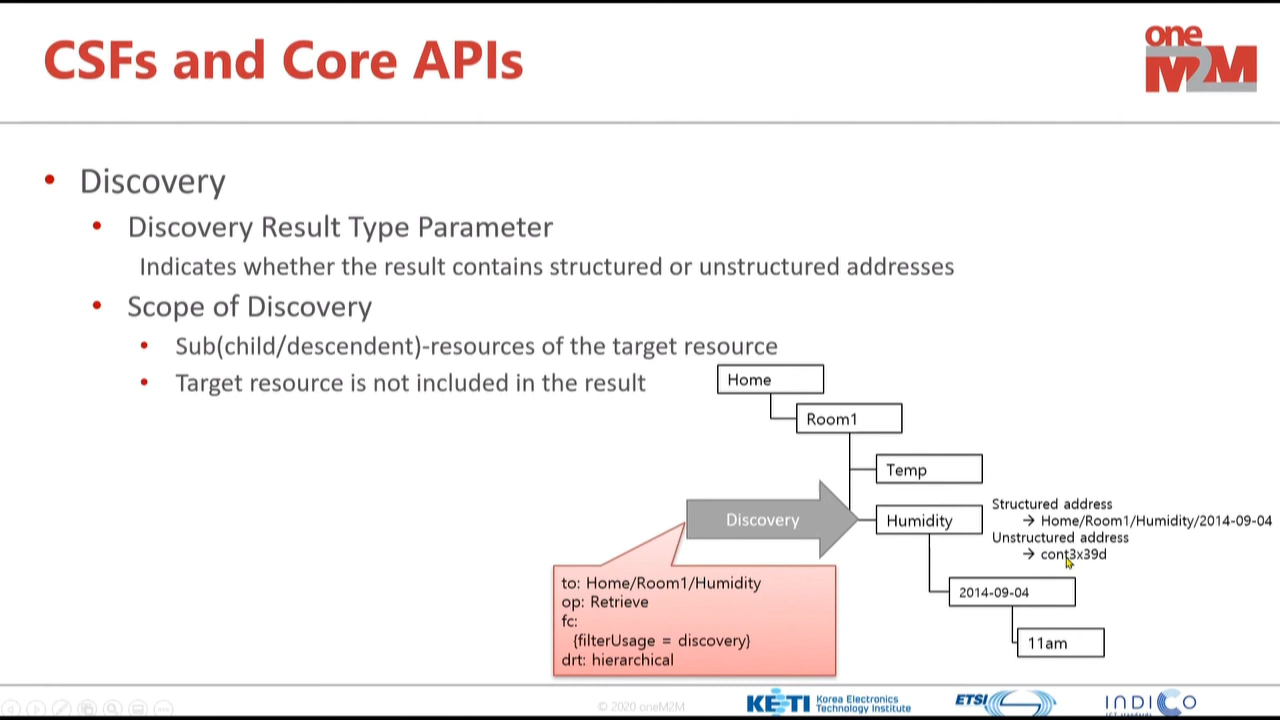 CSFs and Core APIs
one
M2M
• Discovery
• Discovery Result Type Parameter
Indicates whether the result contains structured or unstructured addresses
• Scope of Discovery
• Sub(child/descendent)-resources of the target resource
• Target resource is not included in the result
Home
Room1
Temp
Discovery
Humidity
Structured address
→ Home/Room1/Humidity/2014-09-04
Unstructured address
→ cont3x39d
to: Home/Room1/Humidity
op: Retrieve
fc:
{filterUsage = discovery}
drt: hierarchical
2014-09-04
11am
© 2020 oneM2M
KETI Korea Electronics
Technology Institute
ETSI
INDICO